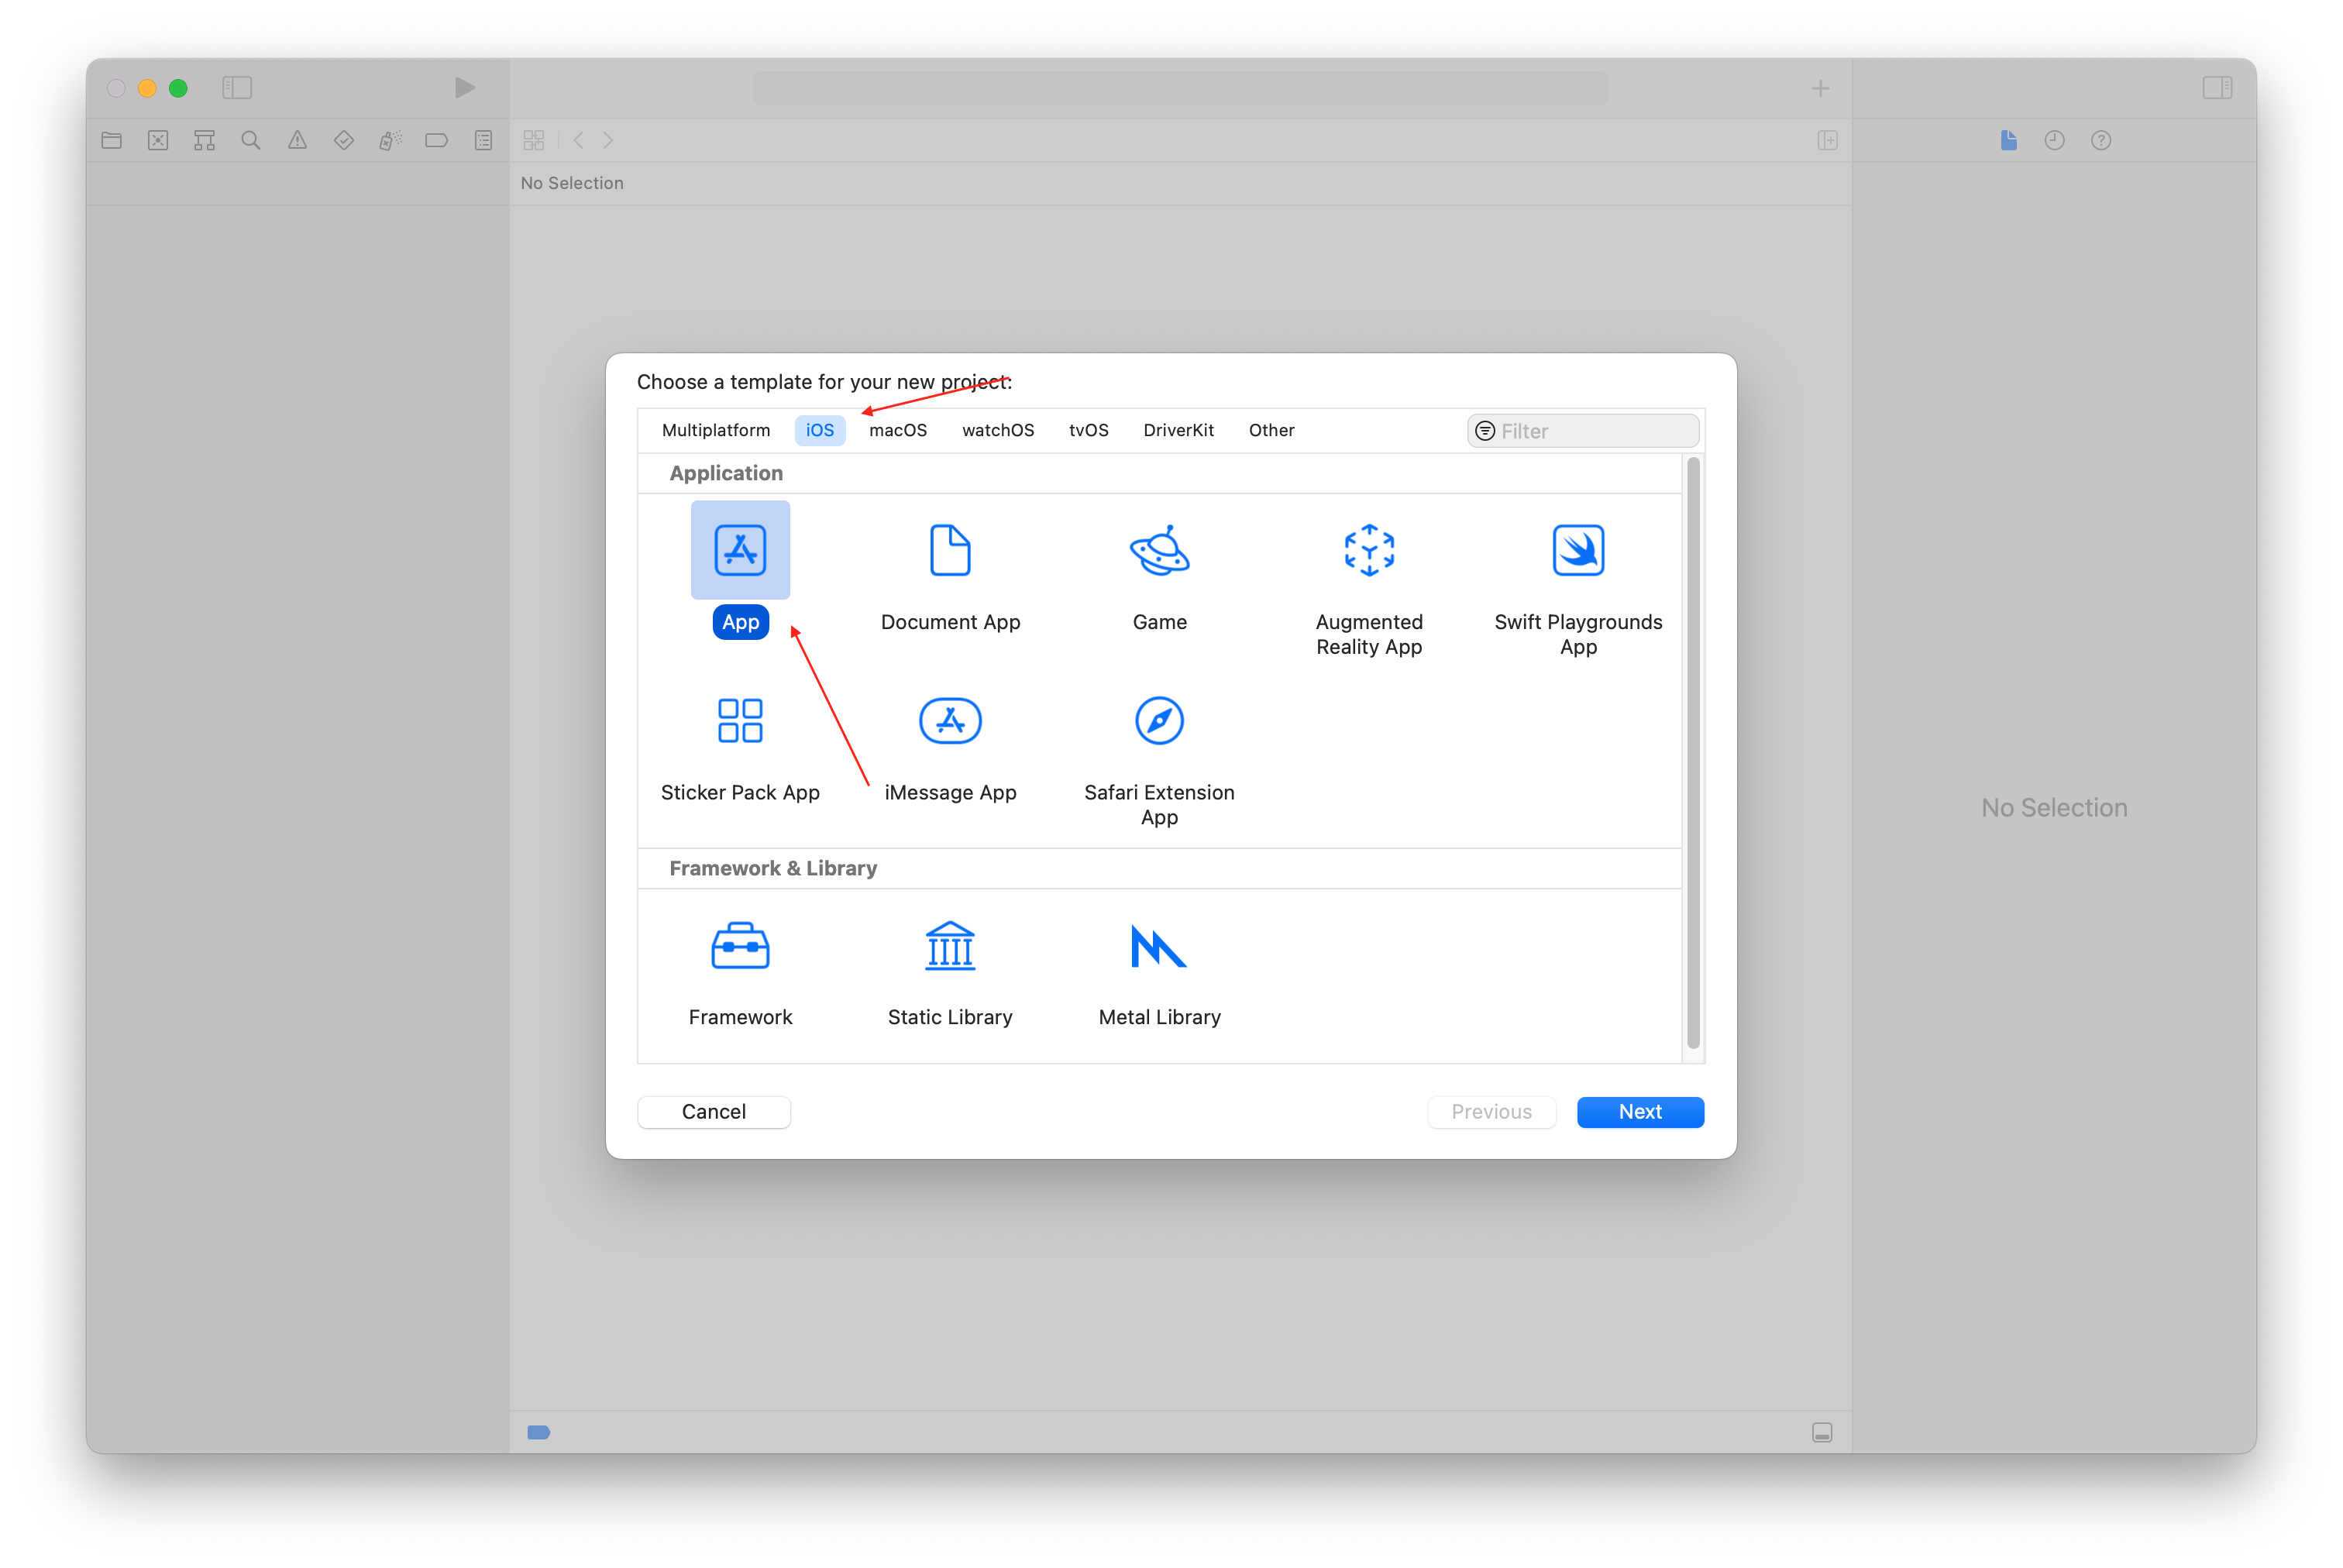 No Selection
Choose a template for your new project:
Multiplatform iOS macOS watchOS tvOS DriverKit Other Filter
Application
App Document App Game Augmented Reality App Swift Playgrounds App
Sticker Pack App iMessage App Safari Extension App
No Selection
Framework & Library
Framework Static Library Metal Library
Cancel Previous Next